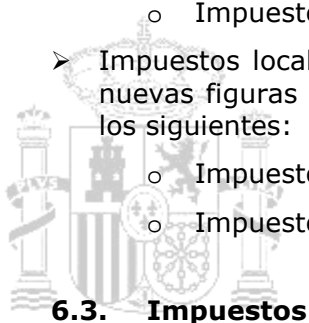 o Impuesto
➢ Impuestos local
nuevas figuras
los siguientes:
o Impuesto
o Impuesto
6.3. Impuestos